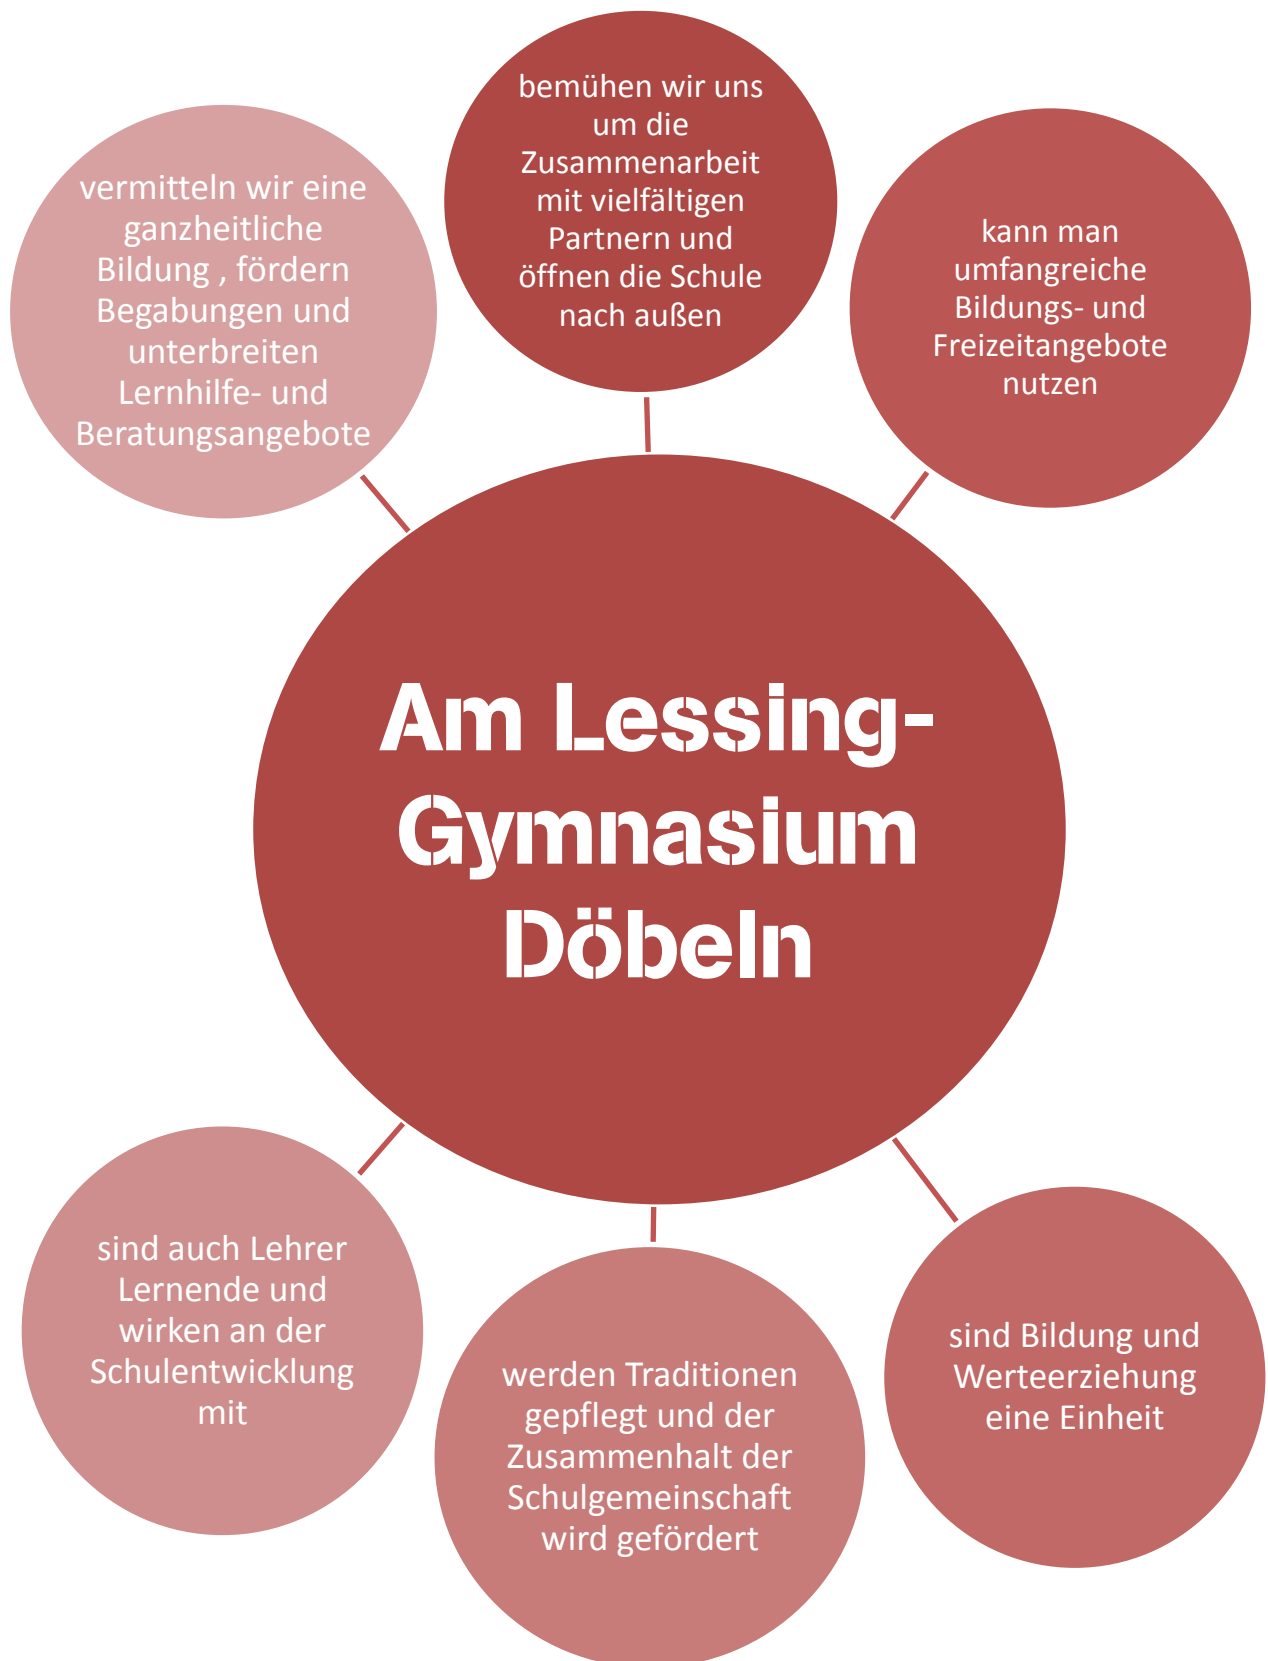 bemühen wir uns
um die
Zusammenarbeit
mit vielfältigen
Partnern und
öffnen die Schule
nach außen
vermitteln wir eine
ganzheitliche
Bildung , fördern
Begabungen und
unterbreiten
Lernhilfe- und
Beratungsangebote
kann man
umfangreiche
Bildungs- und
Freizeitangebote
nutzen
Am Lessing-
Gymnasium
Döbeln
sind auch Lehrer
Lernende und
wirken an der
Schulentwicklung
mit
werden Traditionen
gepflegt und der
Zusammenhalt der
Schulgemeinschaft
wird gefördert
sind Bildung und
Werteerziehung
eine Einheit